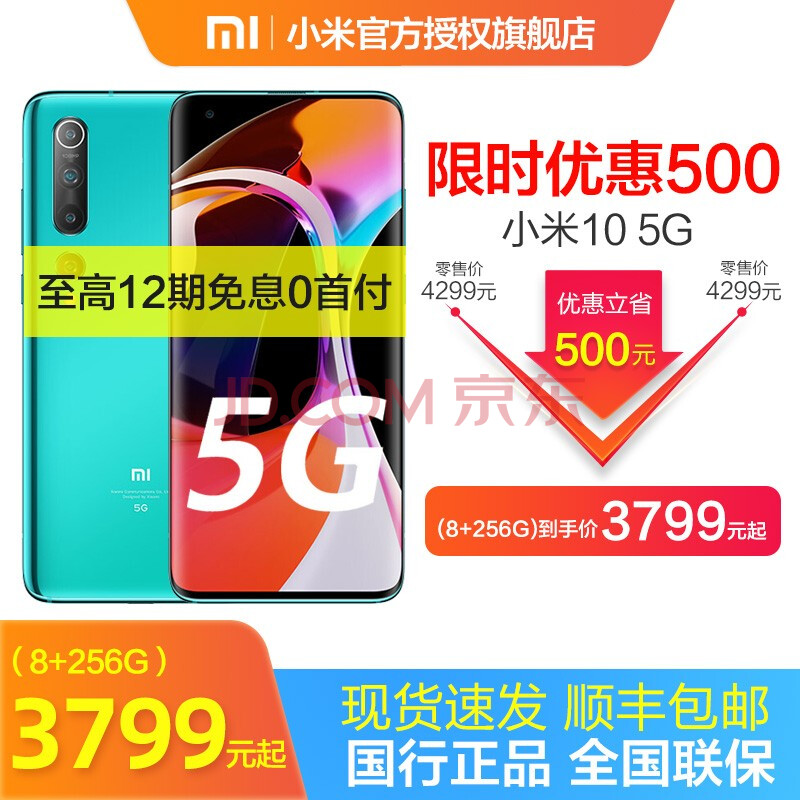 mi 小米官方授权旗舰店
限时优惠500
小米10 5G
零售价
4299元
零售价
4299元
优惠立省
500元
至高12期免息0首付
JD.COM 京东
5G
mi
5G
(8+256G)到手价3799元起
（8+256G）
3799元起
现货速发 顺丰包邮
国行正品 全国联保